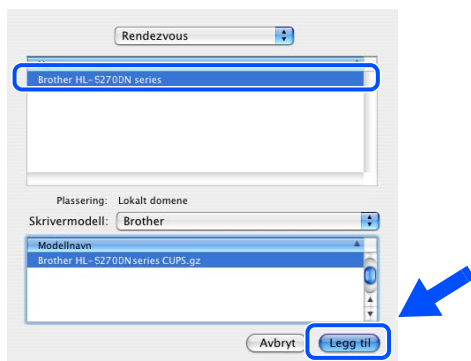 Rendezvous
Brother HL-5270DN series
Plassering: Lokalt domene
Skrivermodell: Brother
Modellnavn
Brother HL-5270DN series CUPS.gz
Avbryt Legg til